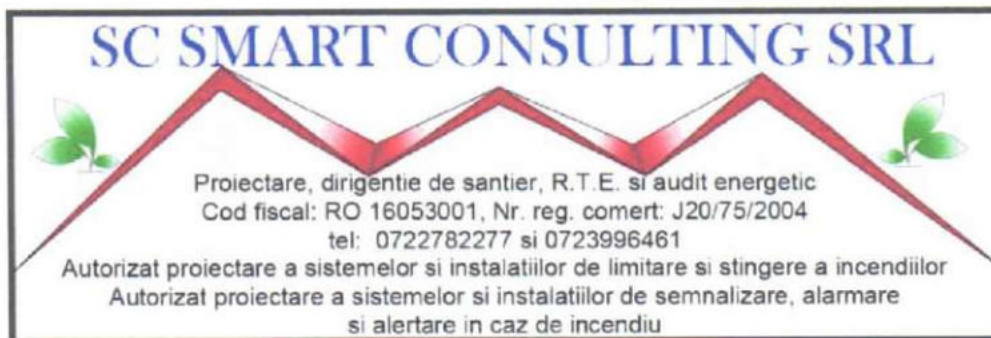 SC SMART CONSULTING SRL
Proiectare, dirigentie de santier, R.T.E. si audit energetic
Cod fiscal: RO 16053001, Nr. reg. comert: J20/75/2004
tel: 0722782277 si 0723996461
Autorizat proiectare a sistemelor si instalatiilor de limitare si stingere a incendiilor
Autorizat proiectare a sistemelor si instalatiilor de semnalizare, alarmare
si alertare in caz de incendiu